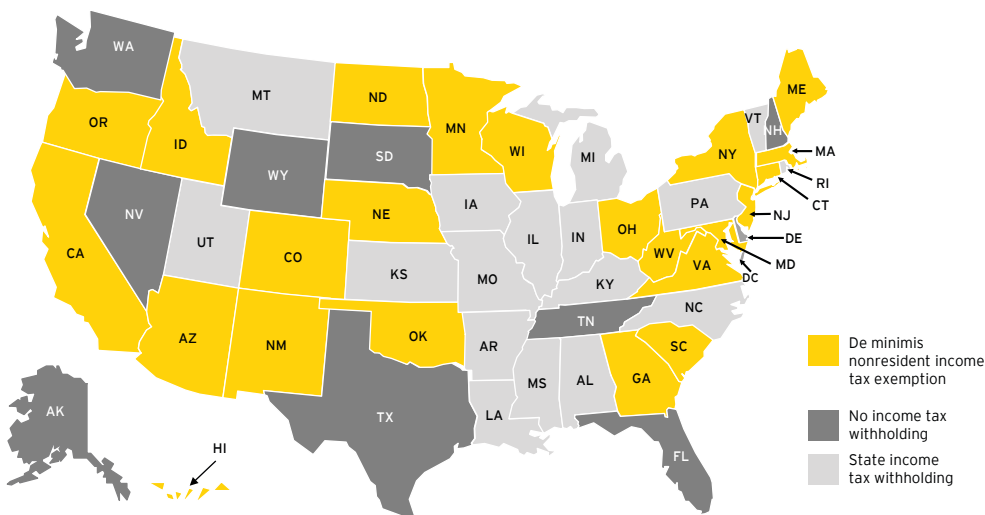 WA
MT
ND
MN
ME
VT
NH
OR
ID
WI
NY
MA
SD
MI
WY
RI
CT
IA
PA
NE
NJ
NV
OH
DE
UT
IL
IN
CA
CO
WV
MD
VA
KS
MO
KY
DC
NC
TN
AZ
OK
NM
AR
SC
De minimis
nonresident income
tax exemption
MS
AL
GA
LA
AK
TX
No income tax
withholding
HI
FL
State income
tax withholding